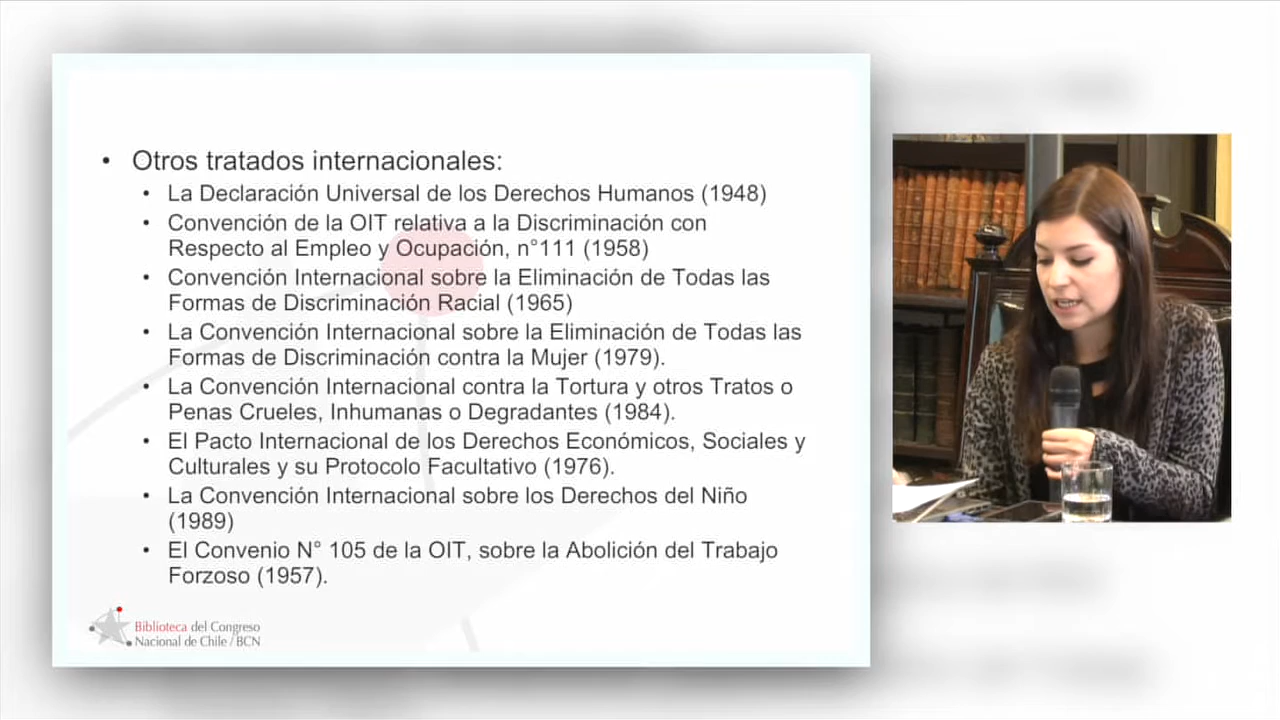 • Otros tratados internacionales:
• La Declaración Universal de los Derechos Humanos (1948)
• Convención de la OIT relativa a la Discriminación con
Respecto al Empleo y Ocupación, n°111 (1958)
• Convención Internacional sobre la Eliminación de Todas las
Formas de Discriminación Racial (1965)
• La Convención Internacional sobre la Eliminación de Todas las
Formas de Discriminación contra la Mujer (1979).
• La Convención Internacional contra la Tortura y otros Tratos o
Penas Crueles, Inhumanas o Degradantes (1984).
• El Pacto Internacional de los Derechos Económicos, Sociales y
Culturales y su Protocolo Facultativo (1976).
• La Convención Internacional sobre los Derechos del Niño
(1989)
• El Convenio N° 105 de la OIT, sobre la Abolición del Trabajo
Forzoso (1957).
Biblioteca del Congreso
Nacional de Chile / BCN